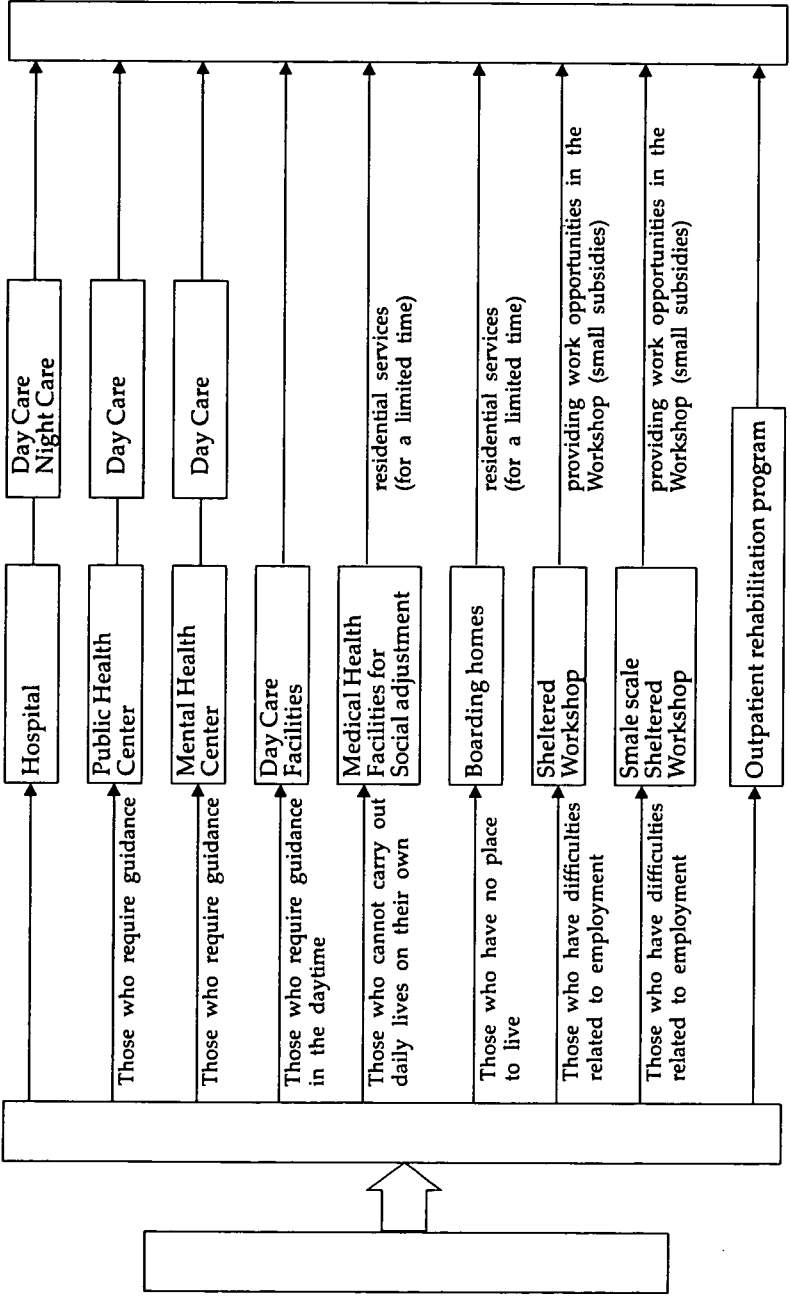 Hospital
Day Care
Night Care
Those who require guidance
Public Health
Center
Day Care
Those who require guidance
Mental Health
Center
Day Care
Those who require guidance
in the daytime
Day Care
Facilities
Those who cannot carry out
daily lives on their own
Medical Health
Facilities for
Social adjustment
residential services
(for a limited time)
Those who have no place
to live
Boarding homes
residential services
(for a limited time)
Those who have difficulties
related to employment
Sheltered
Workshop
providing work opportunities in the
Workshop (small subsidies)
Those who have difficulties
related to employment
Smale scale
Sheltered
Workshop
providing work opportunities in the
Workshop (small subsidies)
Outpatient rehabilitation program